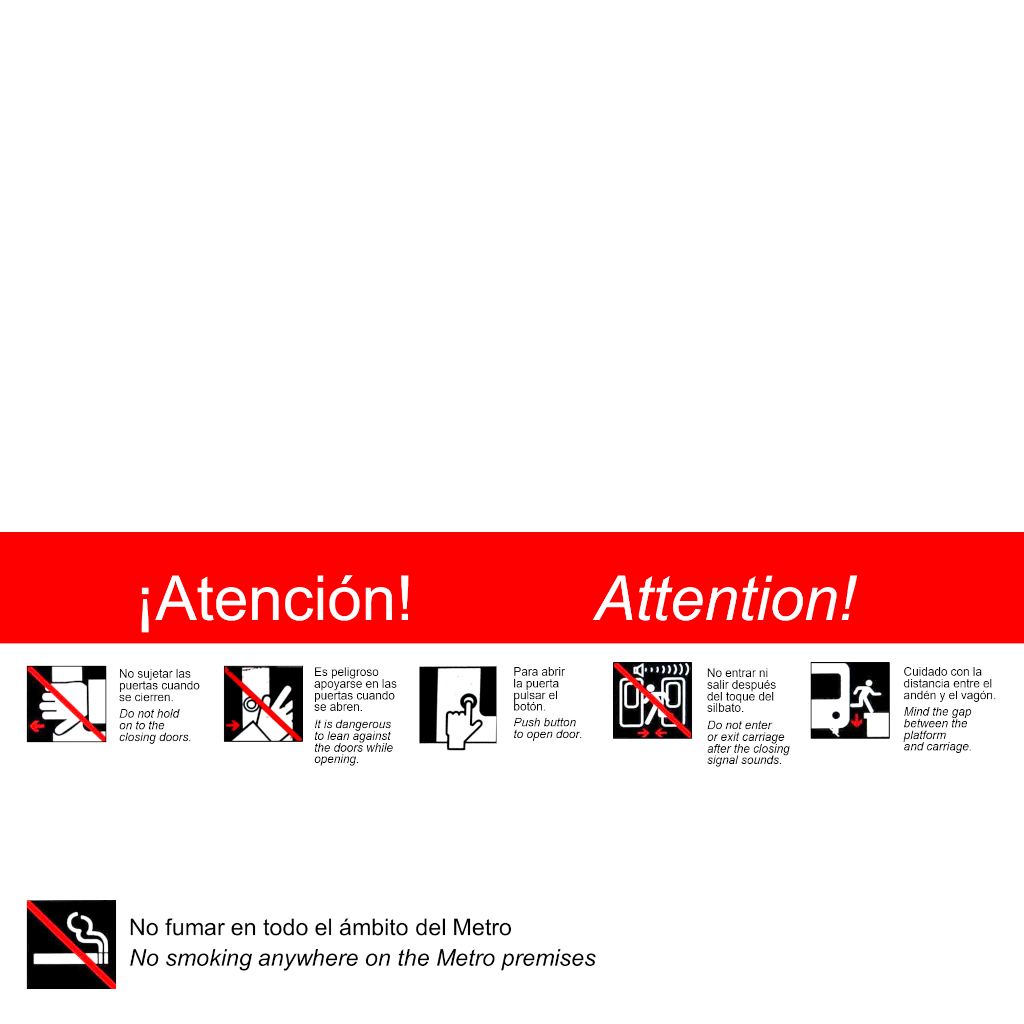 ¡Atención! Attention!
No sujetar las
puertas cuando
se cierren.
Do not hold
on to the
closing doors.
Es peligroso
apoyarse en las
puertas cuando
se abren.
It is dangerous
to lean against
the doors while
opening.
Para abrir
la puerta
pulsar el
botón.
Push button
to open door.
No entrar ni
salir después
del toque del
silbato.
Do not enter
or exit carriage
after the closing
signal sounds.
Cuidado con la
distancia entre el
andén y el vagón.
Mind the gap
between the
platform
and carriage.
No fumar en todo el ámbito del Metro
No smoking anywhere on the Metro premises